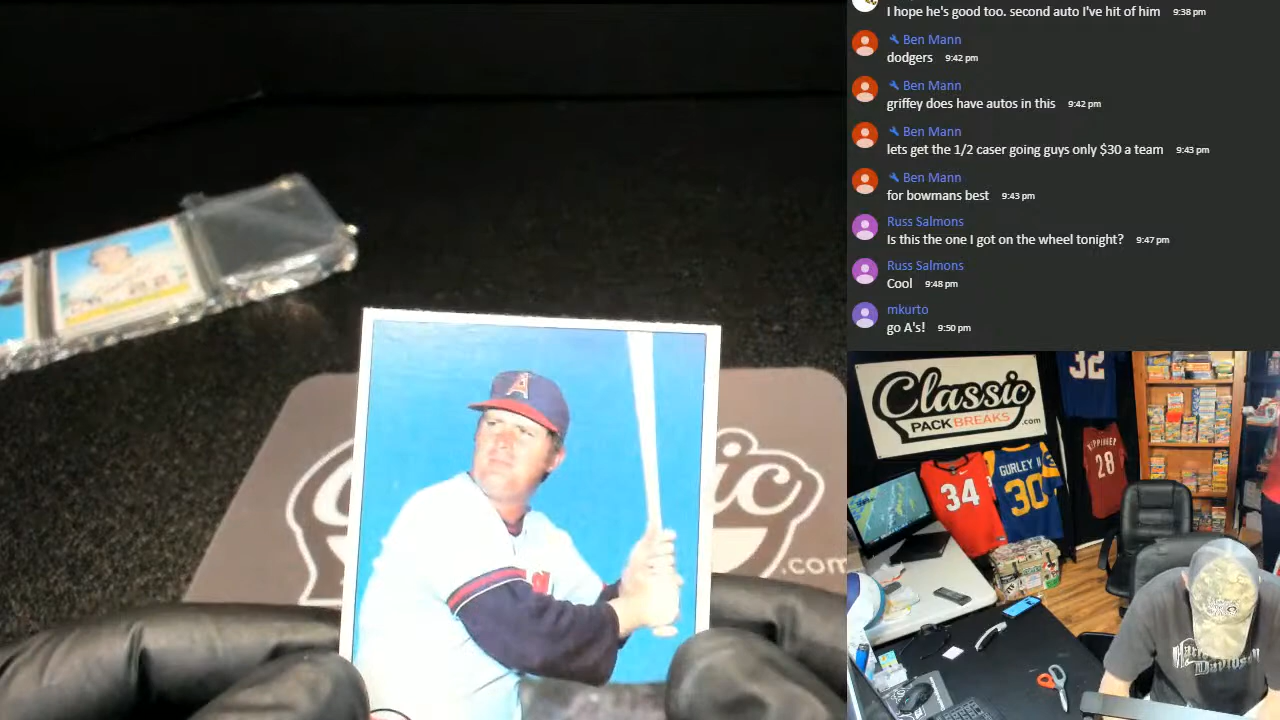 I hope he's good too. second auto I've hit of him 9:38 pm
Ben Mann
dodgers 9:42 pm
Ben Mann
griffey does have autos in this 9:42 pm
Ben Mann
lets get the 1/2 caser going guys only $30 a team 9:43 pm
Ben Mann
for bowmans best 9:43 pm
Russ Salmons
Is this the one I got on the wheel tonight? 9:47 pm
Russ Salmons
Cool 9:48 pm
mkurto
go A's! 9:50 pm
A
ic
.com
Classic
PACKBREAKS.com
32
34
GURLEY II
30
28